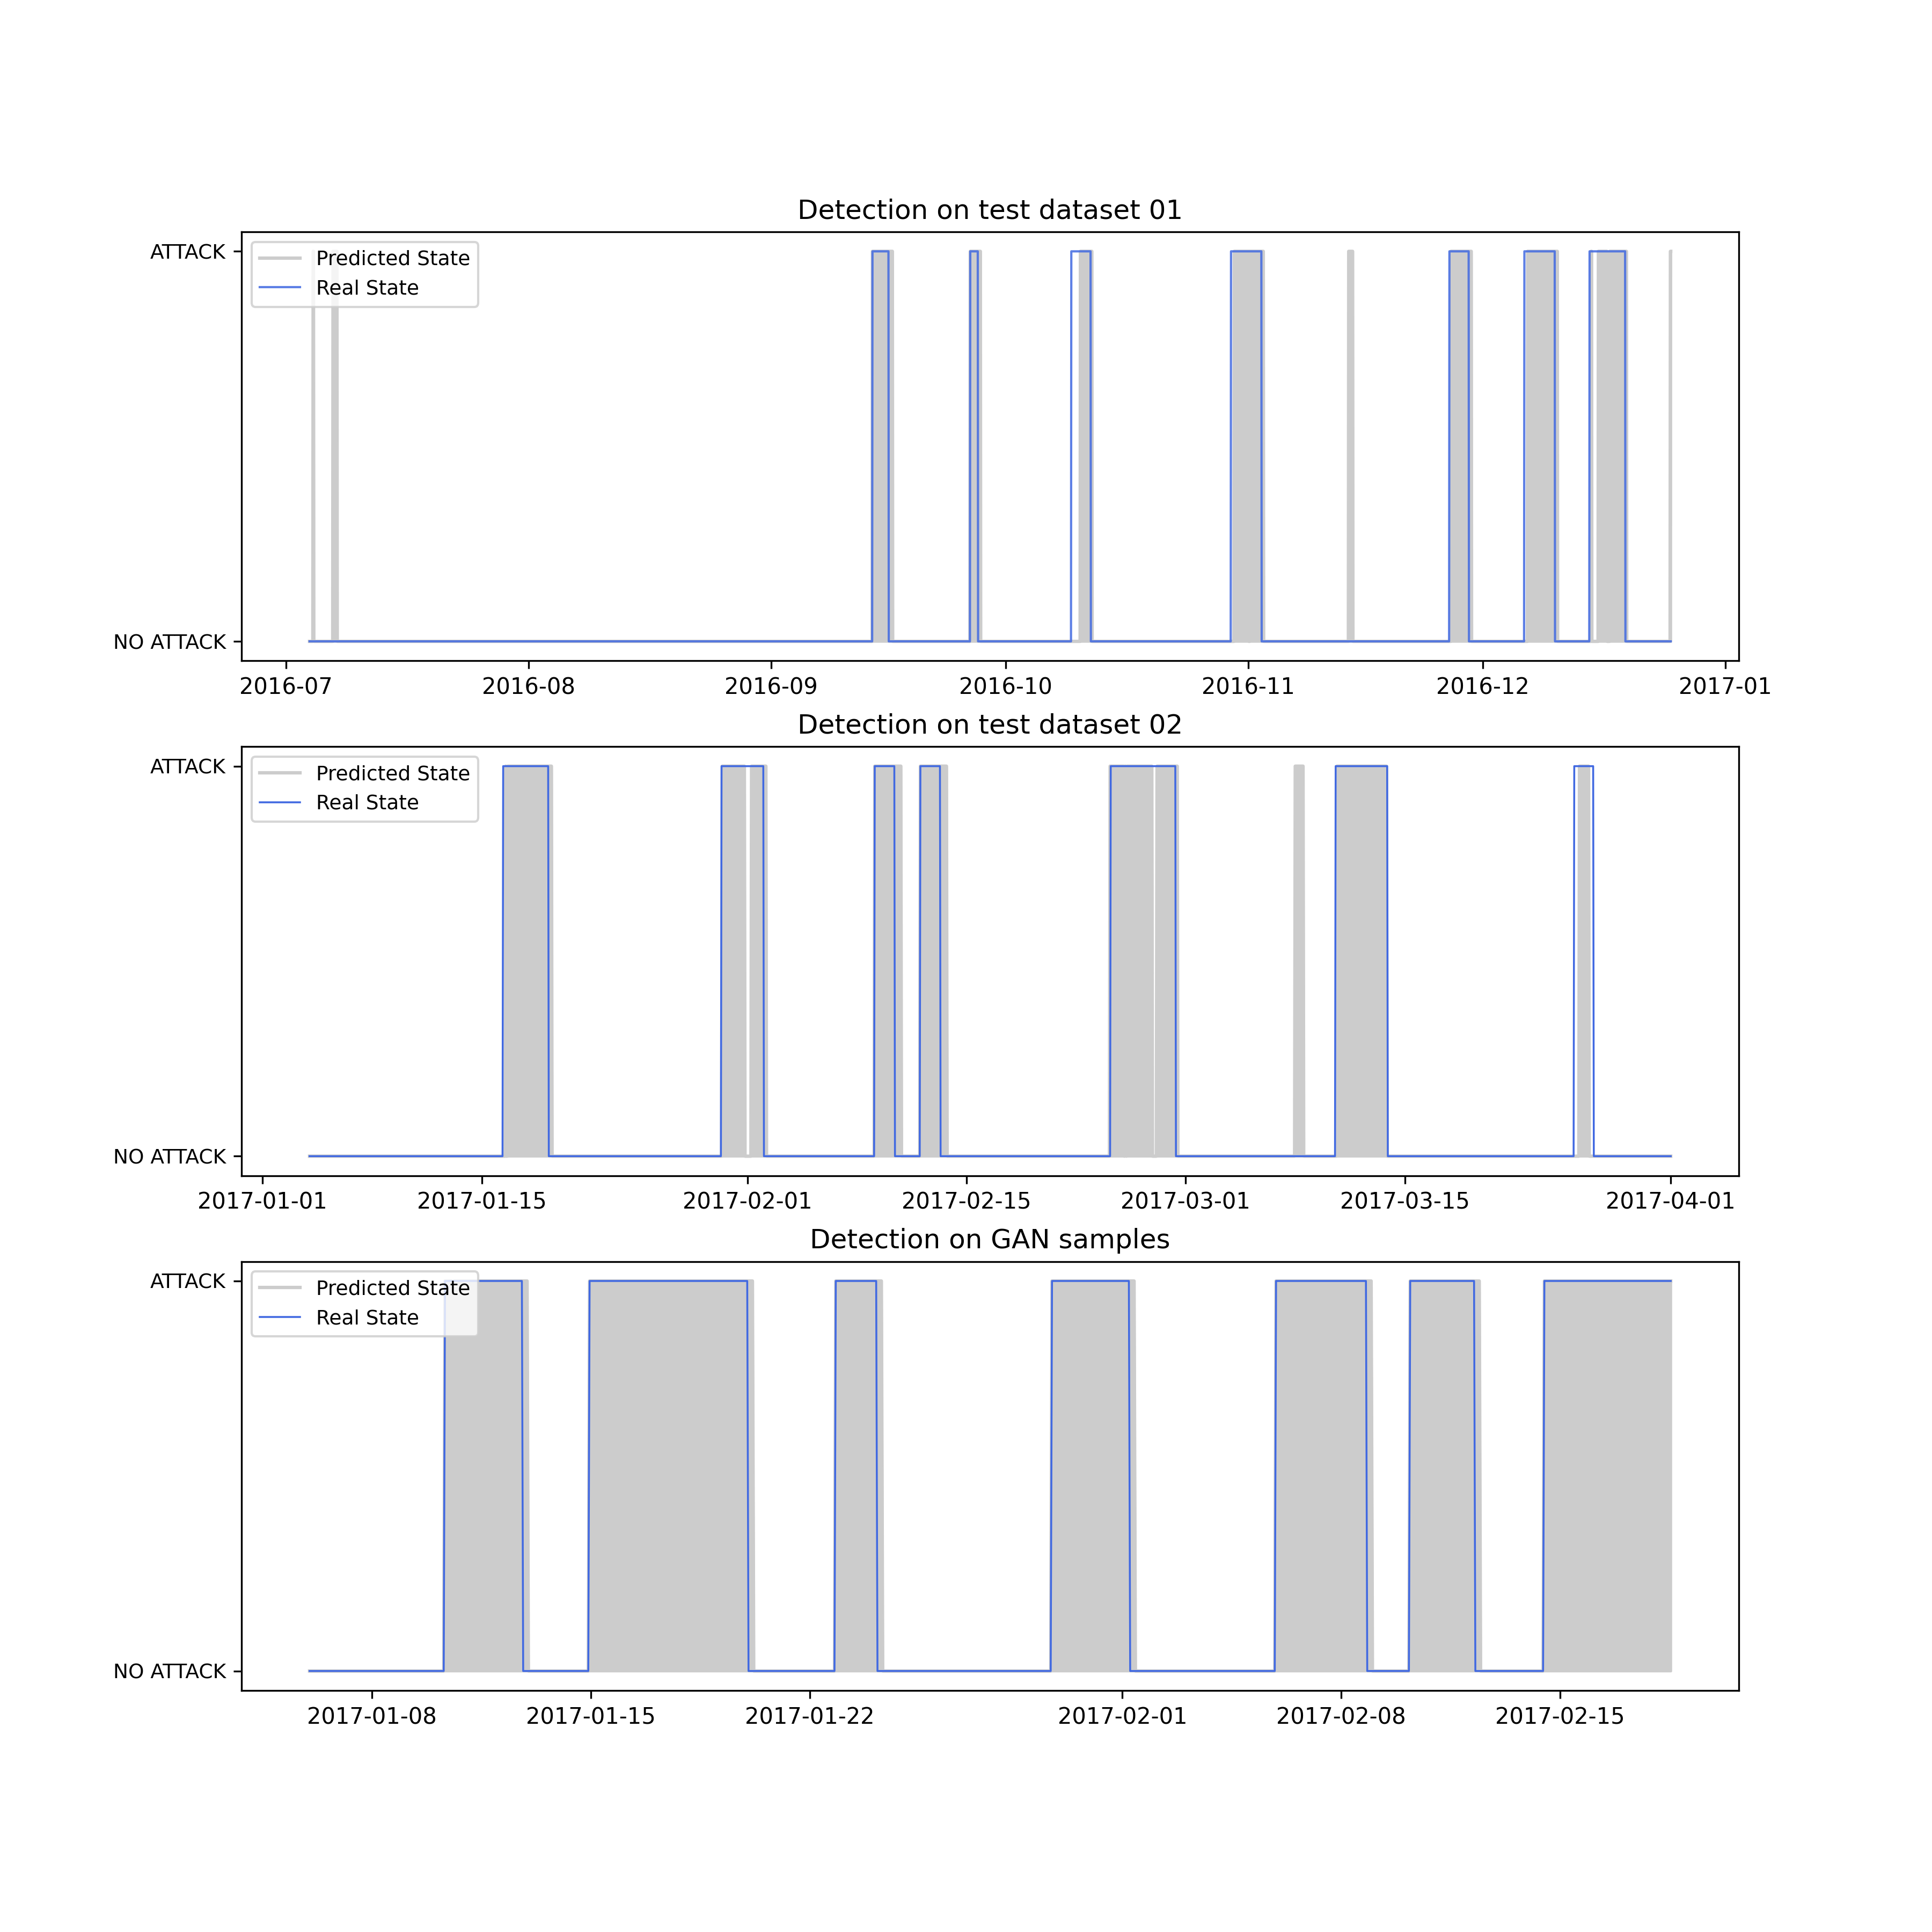 Detection on test dataset 01
ATTACK
Predicted State
Real State
NO ATTACK
2016-07 2016-08 2016-09 2016-10 2016-11 2016-12 2017-01
Detection on test dataset 02
ATTACK
Predicted State
Real State
NO ATTACK
2017-01-01 2017-01-15 2017-02-01 2017-02-15 2017-03-01 2017-03-15 2017-04-01
Detection on GAN samples
ATTACK
Predicted State
Real State
NO ATTACK
2017-01-08 2017-01-15 2017-01-22 2017-02-01 2017-02-08 2017-02-15